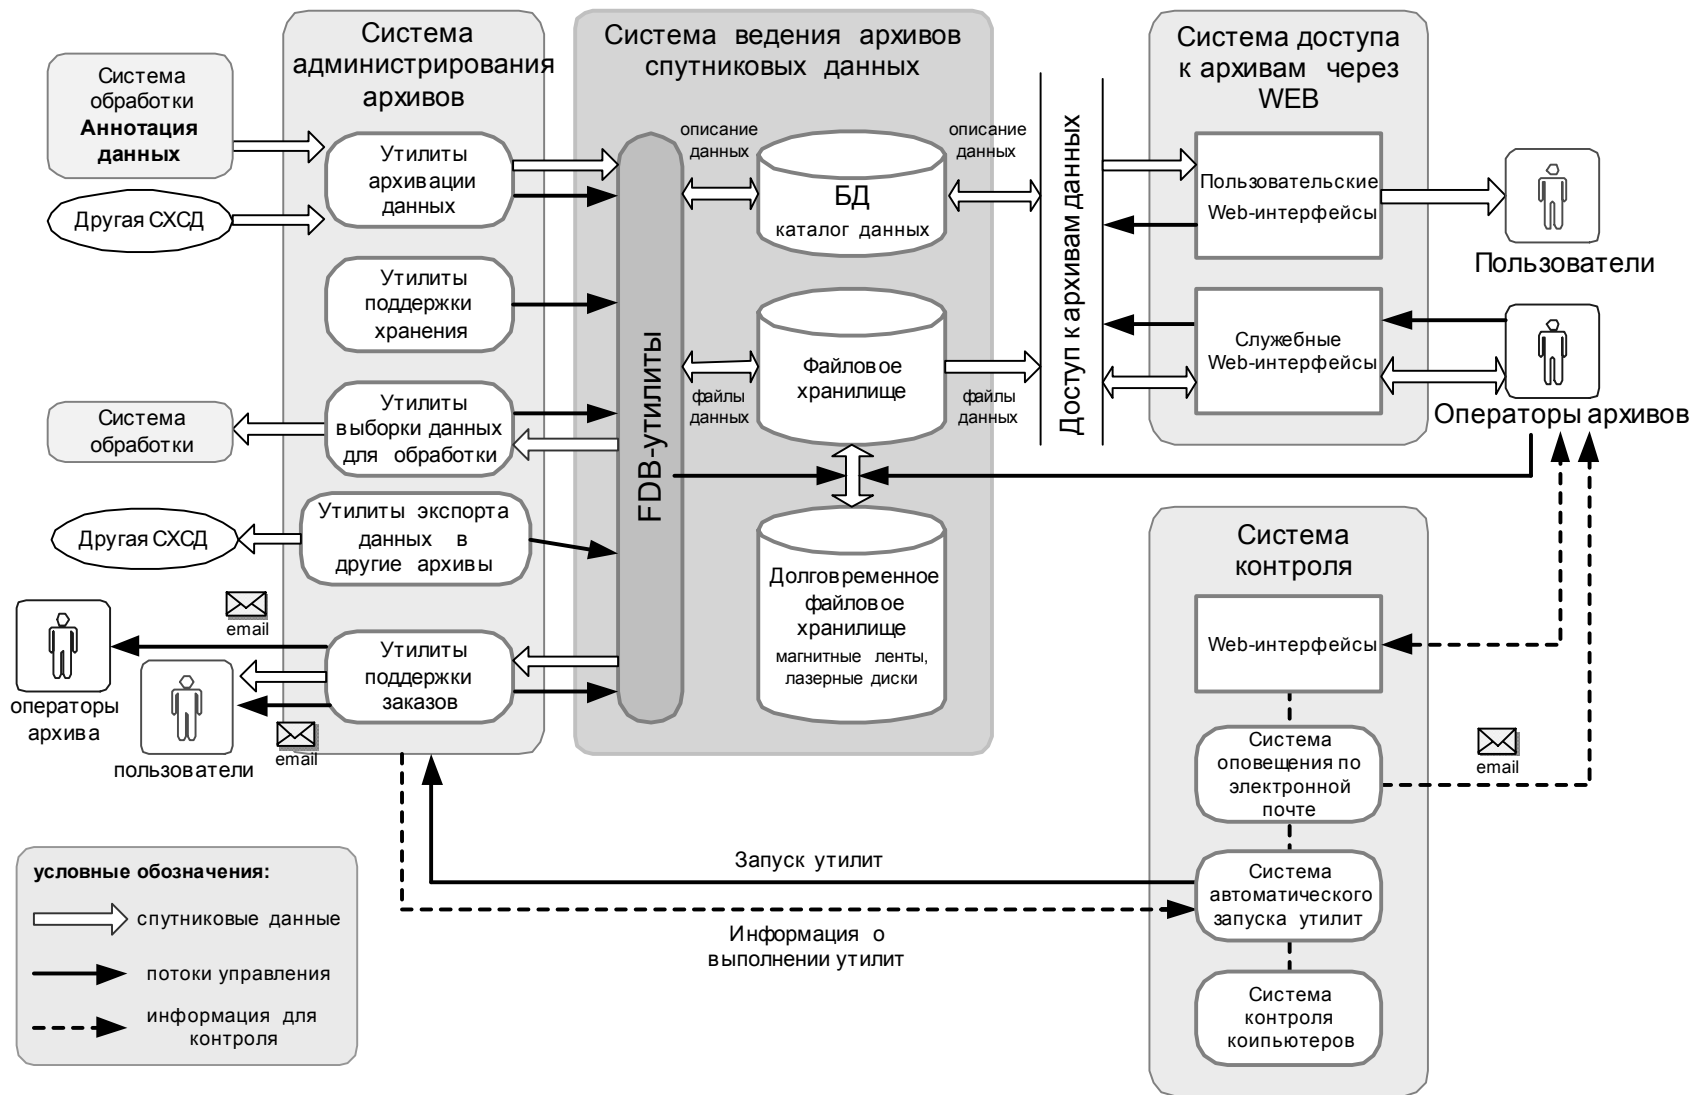 Система
администрирования
архивов
Система ведения архивов
спутниковых данных
Система доступа
к архивам через
WEB
Система
обработки
Аннотация
данных
Другая СХСД
Утилиты
архивации
данных
Утилиты
поддержки
хранения
Система
обработки
Утилиты
выборки данных
для обработки
Другая СХСД
Утилиты экспорта
данных в
другие архивы
email
Утилиты
поддержки
заказов
операторы
архива
пользователи
email
FDB-утилиты
описание
данных
БД
каталог данных
описание
данных
файлы
данных
Файловое
хранилище
файлы
данных
Долговременное
файловое
хранилище
магнитные ленты,
лазерные диски
Доступ к архивам данных
Пользовательские
Web-интерфейсы
Пользователи
Служебные
Web-интерфейсы
Операторы архивов
Система
контроля
Web-интерфейсы
Система
оповещения по
электронной
почте
email
Система
автоматического
запуска утилит
Система
контроля
коипьютеров
Запуск утилит
Информация о
выполнении утилит
условные обозначения:
спутниковые данные
потоки управления
информация для
контроля